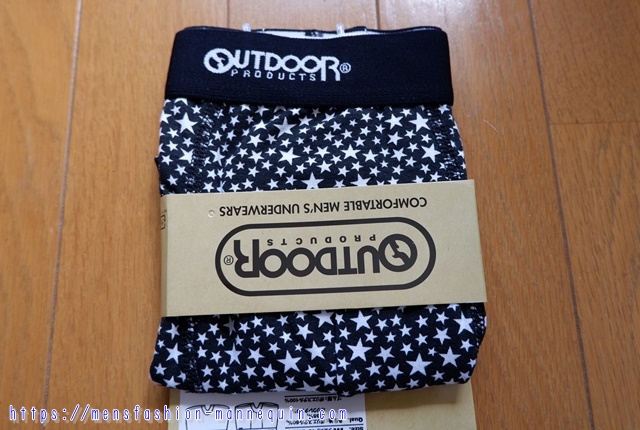 OUTDOOR®
PRODUCTS
COMFORTABLE MEN'S UNDERWEARS
OUTDOOR®
PRODUCTS
https://mensfashion-mannequin.com/